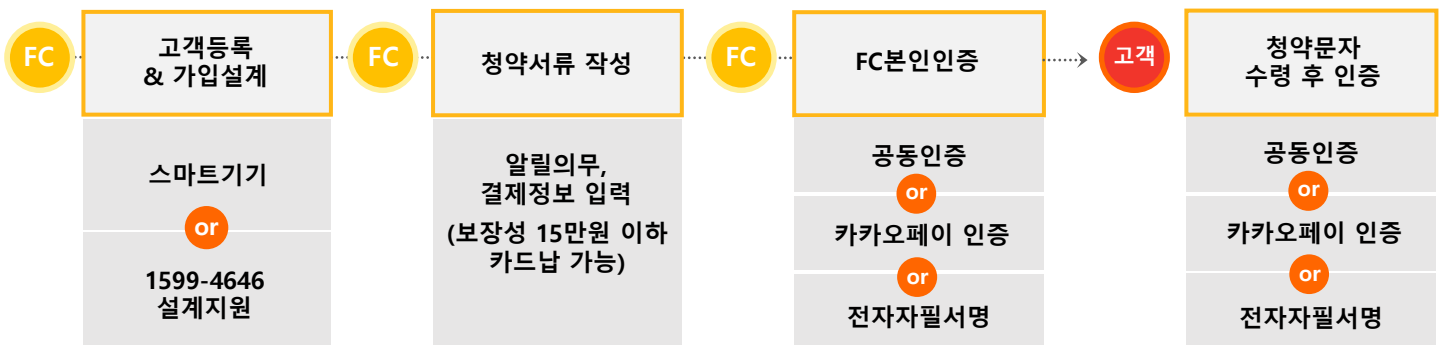 FC
고객등록
& 가입설계
스마트기기
or
1599-4646
설계지원
FC
청약서류 작성
알릴의무,
결제정보 입력
(보장성 15만원 이하
카드납 가능)
FC
FC본인인증
공동인증
or
카카오페이 인증
or
전자자필서명
고객
청약문자
수령 후 인증
공동인증
or
카카오페이 인증
or
전자자필서명